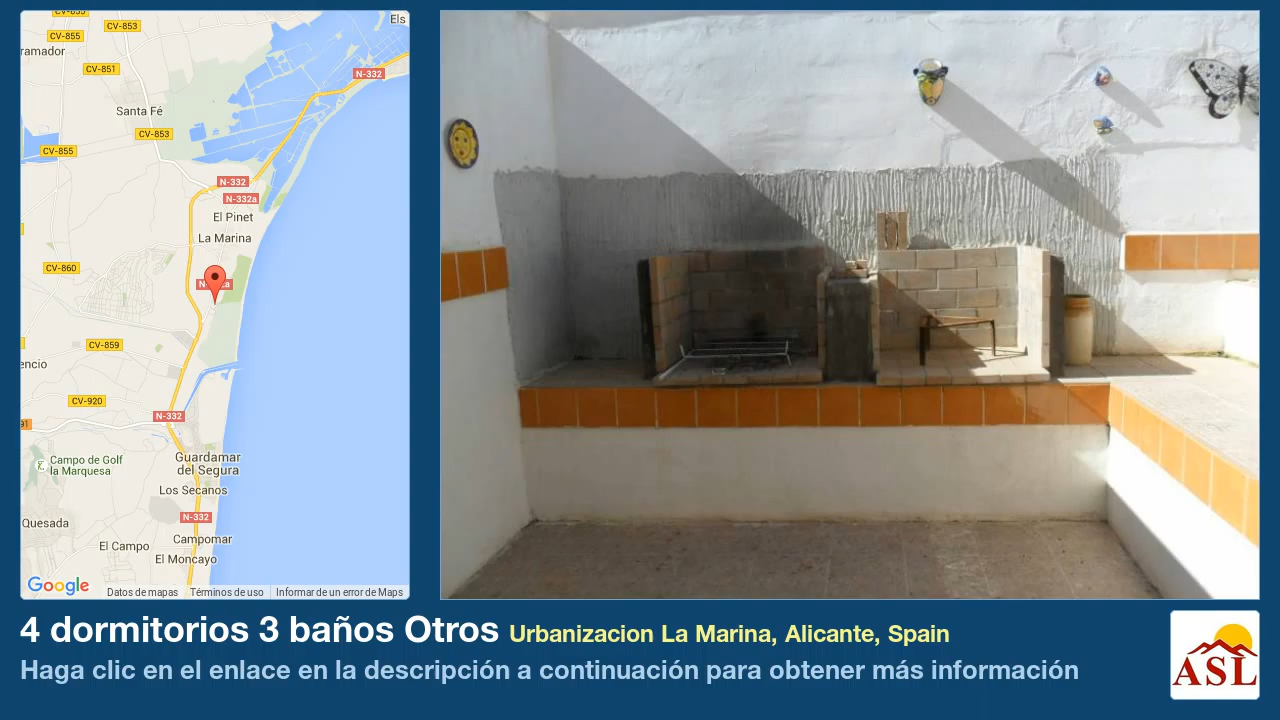 Els
CV-853
CV-855
ramador
CV-851
N-332
Santa Fé
CV-853
CV-855
N-332
N-332a
El Pinet
La Marina
CV-860
CV-859
encio
CV-920
N-332
91
Campo de Golf
la Marquesa
Guardamar
del Segura
Los Secanos
N-332
Quesada
Campomar
El Campo
El Moncayo
Google
Datos de mapas
Términos de uso
Informar de un error de Maps
4 dormitorios 3 baños Otros Urbanizacion La Marina, Alicante, Spain
Haga clic en el enlace en la descripción a continuación para obtener más información
ASL